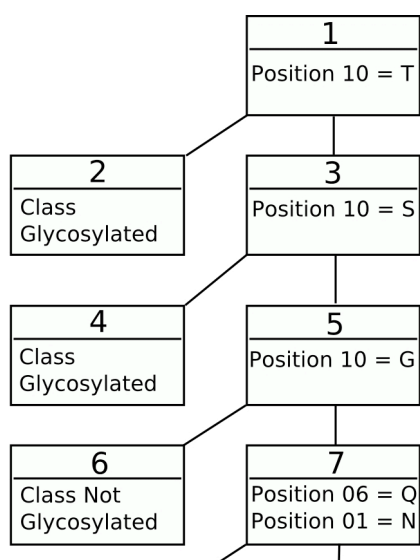 1
Position 10 = T
2
Class
Glycosylated
3
Position 10 = S
4
Class
Glycosylated
5
Position 10 = G
6
Class Not
Glycosylated
7
Position 06 = Q
Position 01 = N